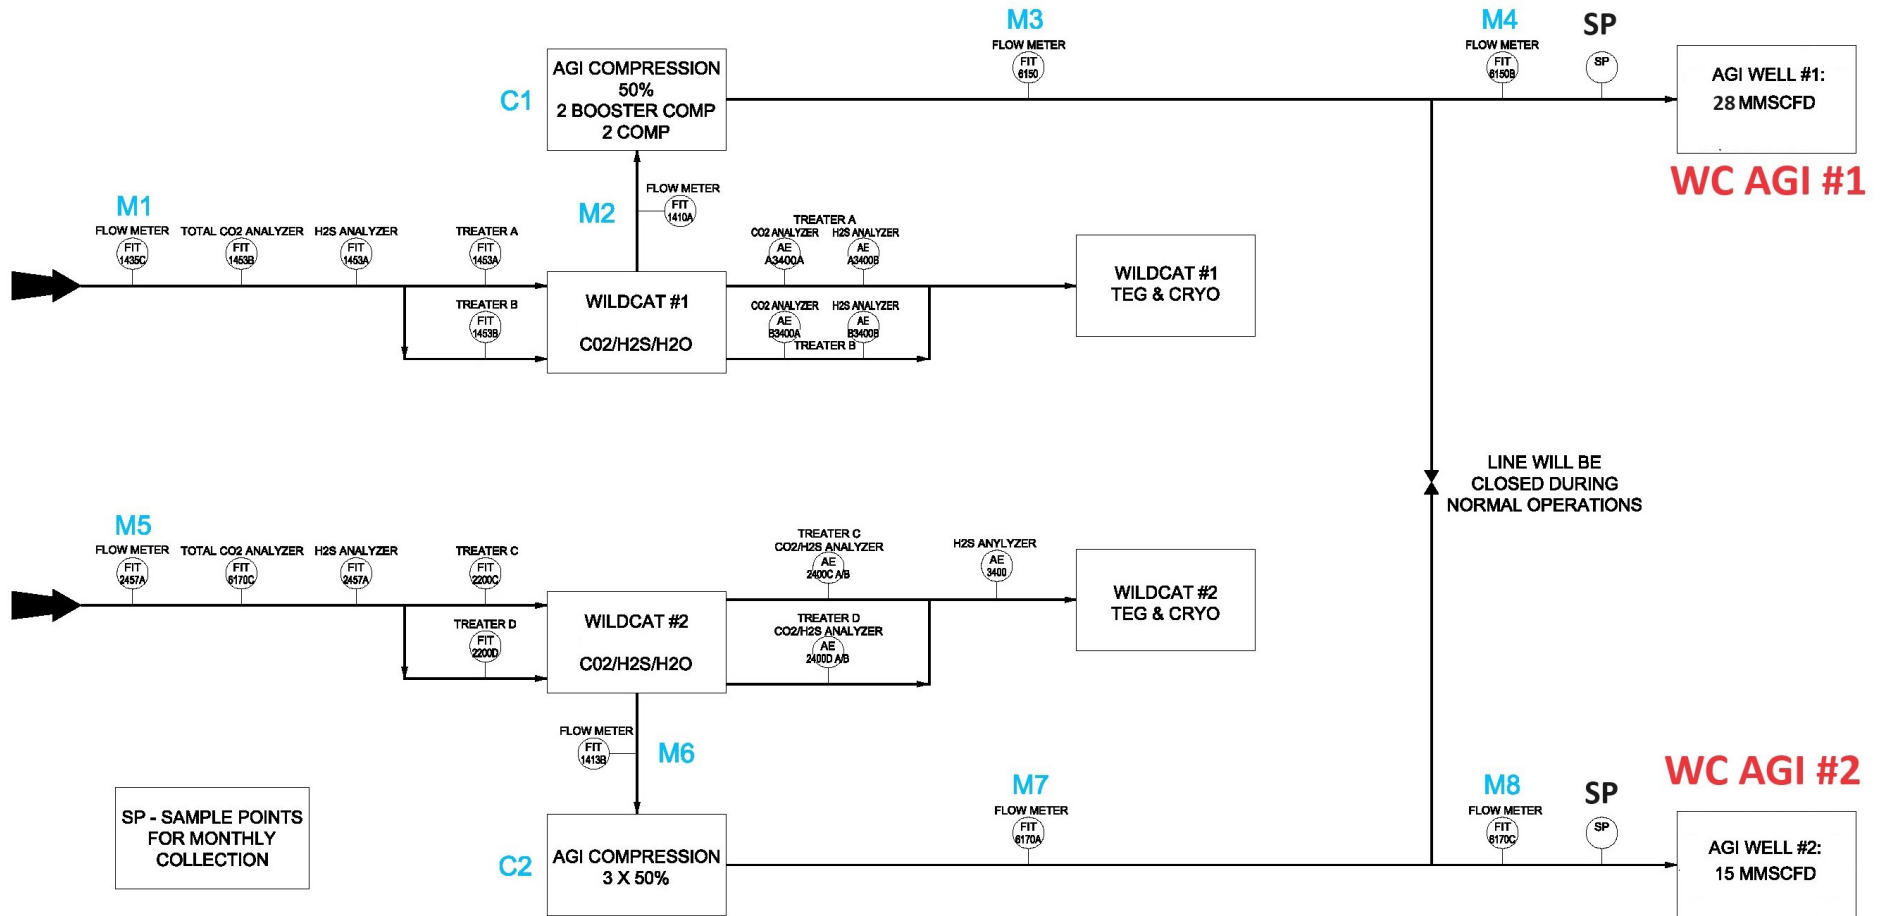 M3
FLOW METER
FIT
6150
M4
FLOW METER
FIT
6150B
SP
SP
AGI WELL #1:
28 MMSCFD
WC AGI #1
C1
AGI COMPRESSION
50%
2 BOOSTER COMP
2 COMP
M2
FLOW METER
FIT
1410A
M1
FLOW METER
FIT
1435C
TOTAL CO2 ANALYZER
FIT
1453B
H2S ANALYZER
FIT
1453A
TREATER A
FIT
1453A
TREATER B
FIT
1453B
WILDCAT #1
C02/H2S/H2O
TREATER A
CO2 ANALYZER
AE
A3400A
H2S ANALYZER
AE
A3400B
CO2 ANALYZER
AE
B3400A
H2S ANALYZER
AE
B3400B
TREATER B
WILDCAT #1
TEG & CRYO
LINE WILL BE
CLOSED DURING
NORMAL OPERATIONS
M5
FLOW METER
FIT
2457A
TOTAL CO2 ANALYZER
FIT
6170C
H2S ANALYZER
FIT
2457A
TREATER C
FIT
2200C
TREATER D
FIT
2200D
WILDCAT #2
C02/H2S/H2O
TREATER C
CO2/H2S ANALYZER
AE
2400C A/B
TREATER D
CO2/H2S ANALYZER
AE
2400D A/B
H2S ANYLYZER
AE
3400
WILDCAT #2
TEG & CRYO
FLOW METER
FIT
1413B
M6
C2
AGI COMPRESSION
3 X 50%
M7
FLOW METER
FIT
6170A
M8
FLOW METER
FIT
6170C
SP
SP
WC AGI #2
AGI WELL #2:
15 MMSCFD
SP - SAMPLE POINTS
FOR MONTHLY
COLLECTION